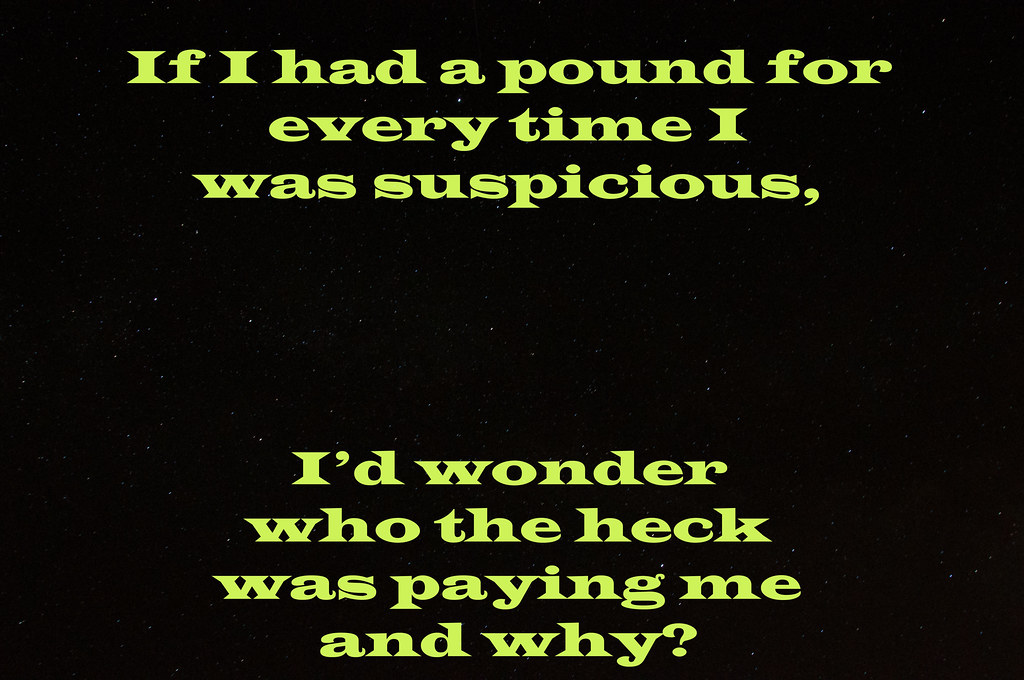 If I had a pound for
every time I
was suspicious,
I’d wonder
who the heck
was paying me
and why?